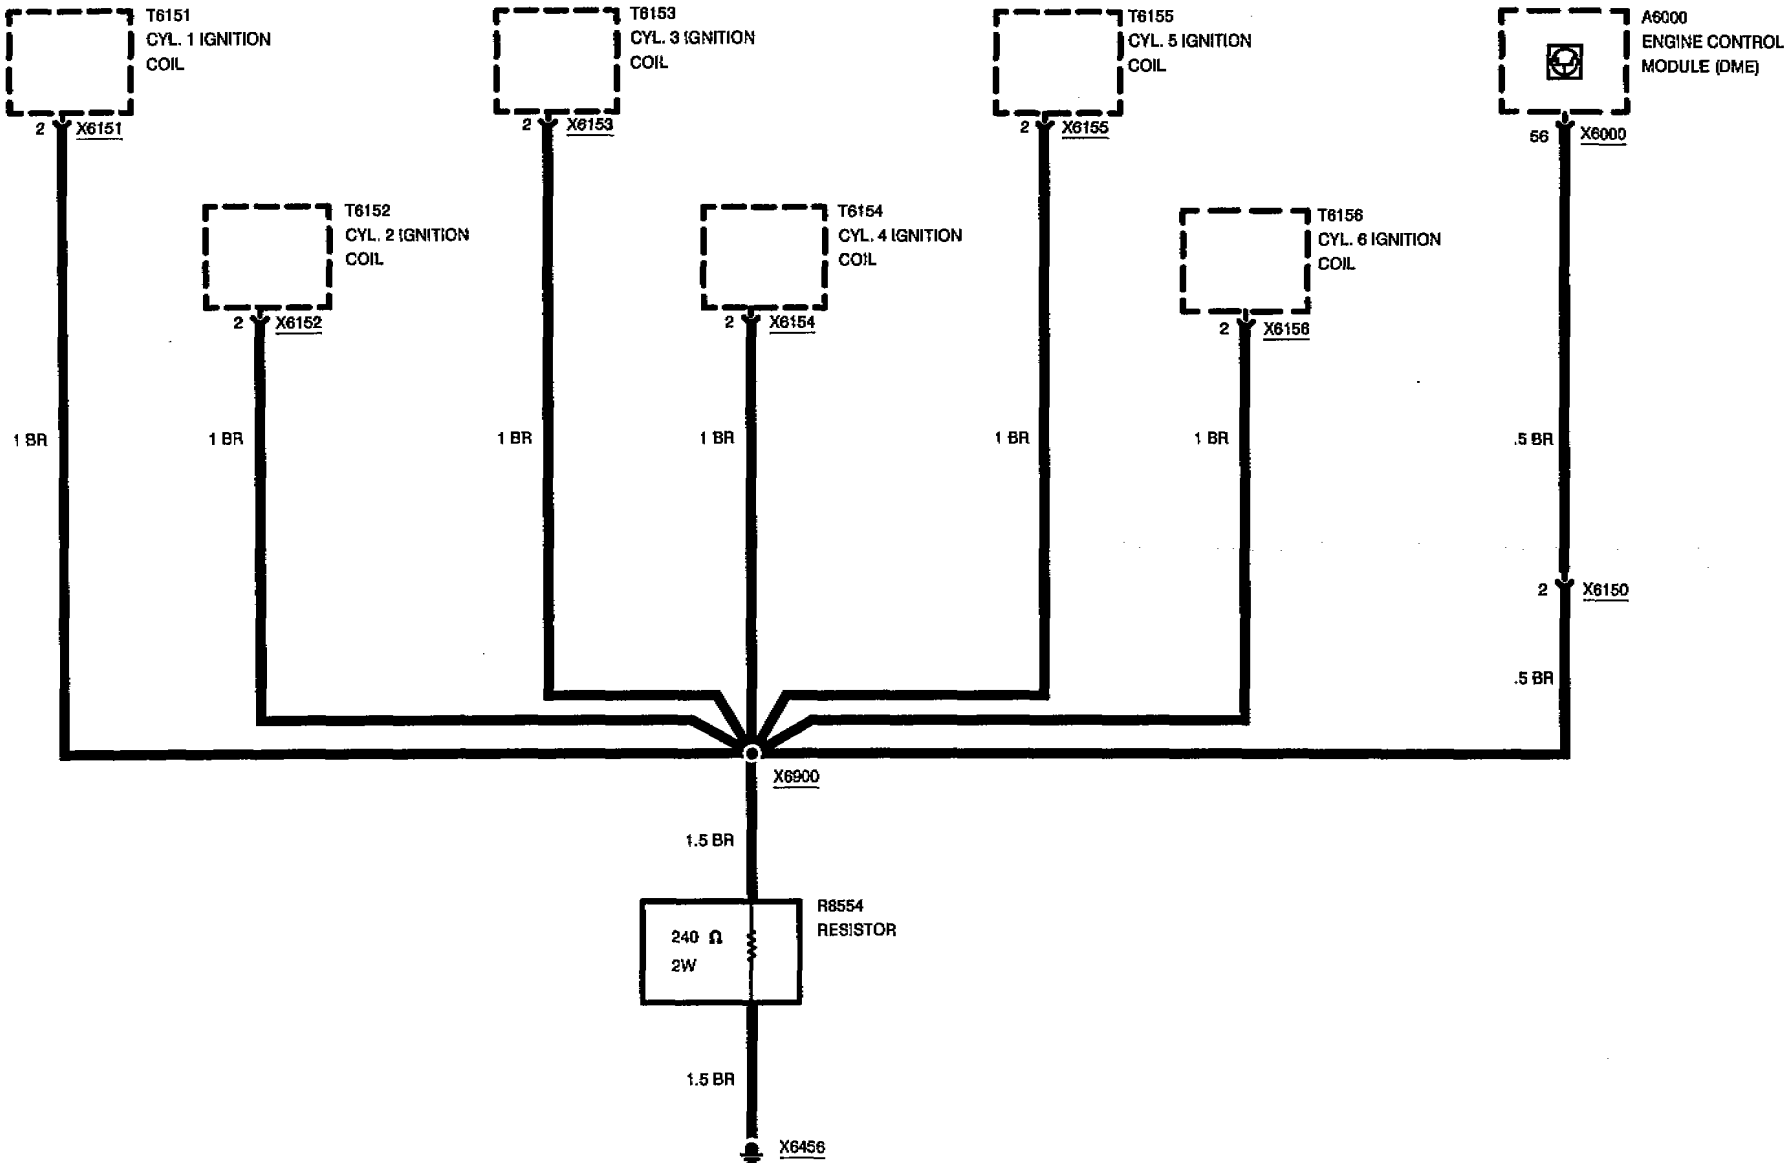 T6151
CYL. 1 IGNITION
COIL
T6153
CYL. 3 IGNITION
COIL
T6155
CYL. 5 IGNITION
COIL
A6000
ENGINE CONTROL
MODULE (DME)
2 X6151
2 X6153
2 X6155
56 X6000
T6152
CYL. 2 IGNITION
COIL
T6154
CYL. 4 IGNITION
COIL
T6156
CYL. 6 IGNITION
COIL
2 X6152
2 X6154
2 X6156
1 BR
1 BR
1 BR
1 BR
1 BR
1 BR
.5 BR
2 X6150
.5 BR
X6900
1.5 BR
R8554
RESISTOR
240 Ω
2W
1.5 BR
X6456